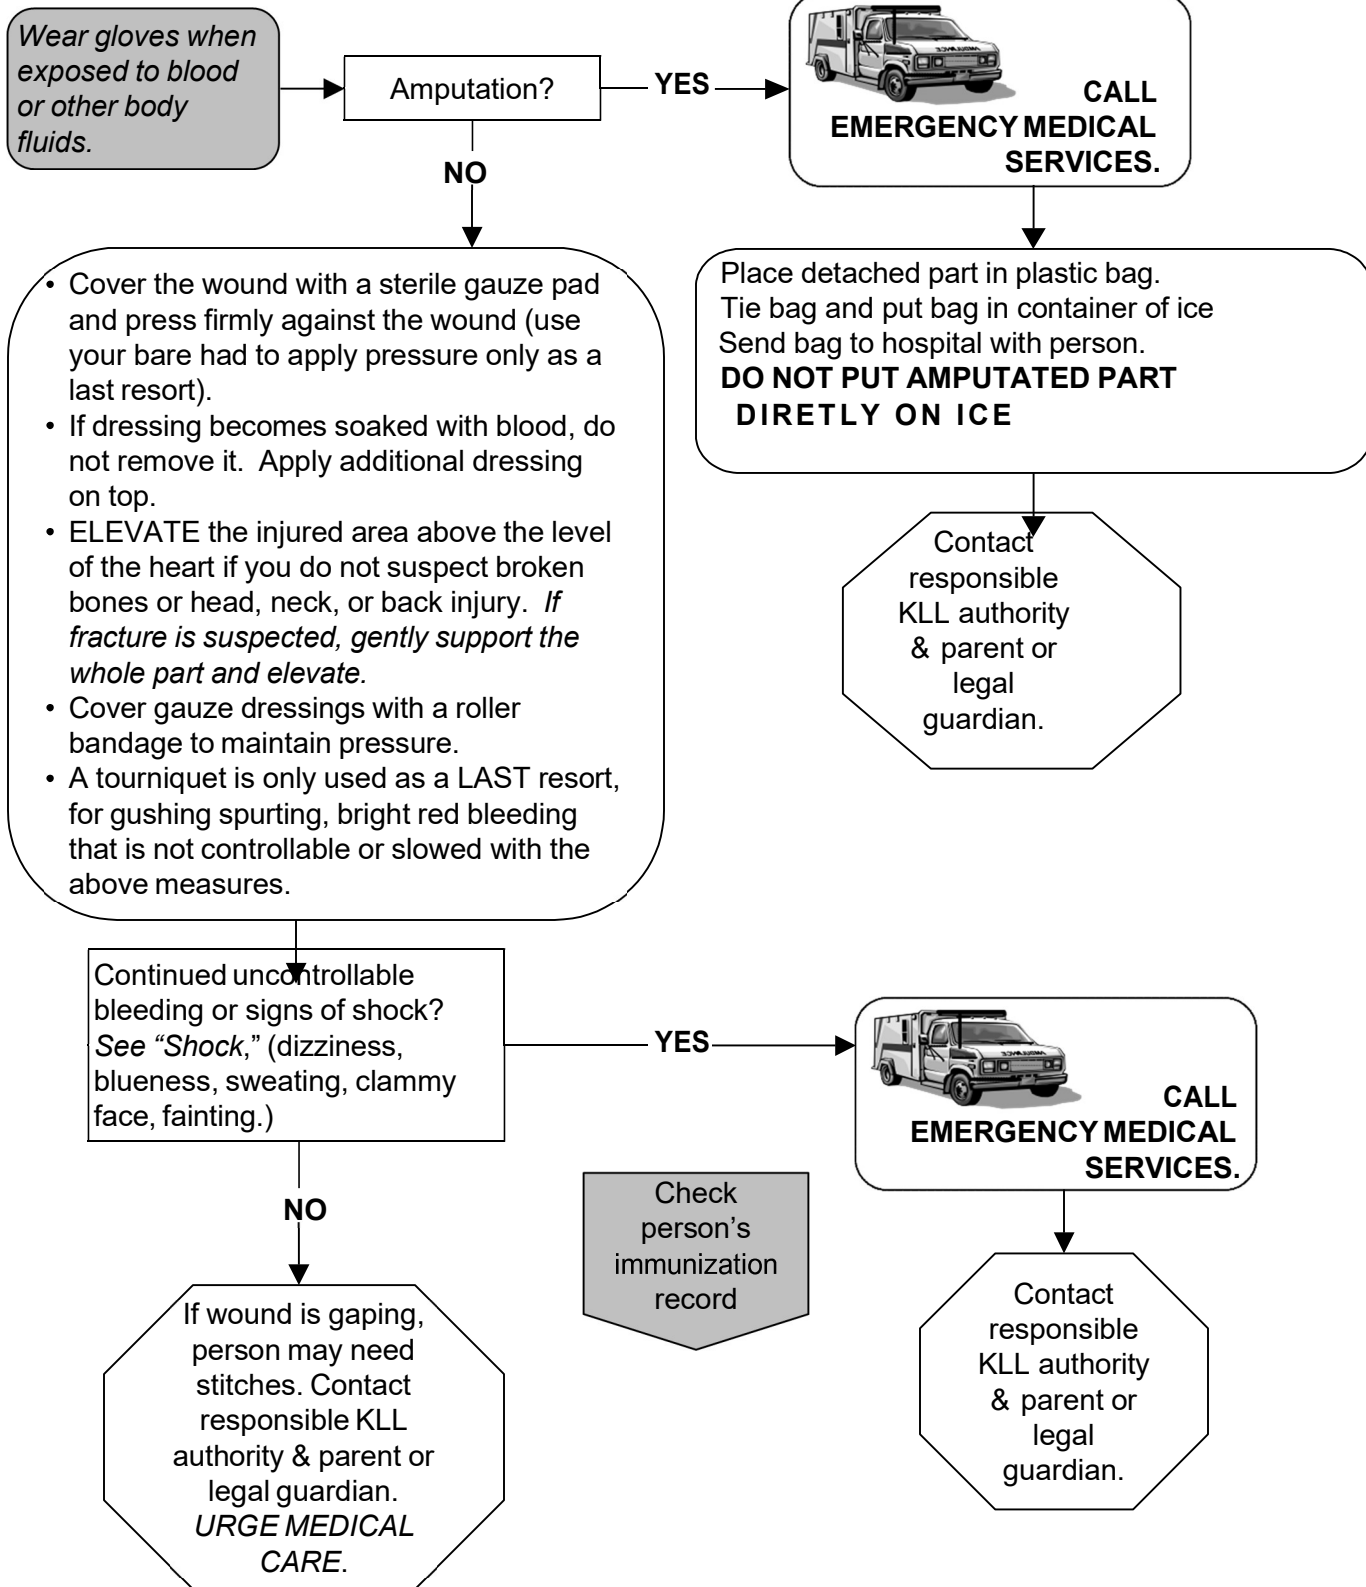 Wear gloves when
exposed to blood
or other body
fluids.
Amputation?
YES
CALL
EMERGENCY MEDICAL
SERVICES.
NO
• Cover the wound with a sterile gauze pad
and press firmly against the wound (use
your bare had to apply pressure only as a
last resort).
• If dressing becomes soaked with blood, do
not remove it. Apply additional dressing
on top.
• ELEVATE the injured area above the level
of the heart if you do not suspect broken
bones or head, neck, or back injury. If
fracture is suspected, gently support the
whole part and elevate.
• Cover gauze dressings with a roller
bandage to maintain pressure.
• A tourniquet is only used as a LAST resort,
for gushing spurting, bright red bleeding
that is not controllable or slowed with the
above measures.
Place detached part in plastic bag.
Tie bag and put bag in container of ice
Send bag to hospital with person.
DO NOT PUT AMPUTATED PART
DIRETLY ON ICE
Contact
responsible
KLL authority
& parent or
legal
guardian.
Continued uncontrollable
bleeding or signs of shock?
See “Shock,” (dizziness,
blueness, sweating, clammy
face, fainting.)
YES
CALL
EMERGENCY MEDICAL
SERVICES.
NO
Check
person’s
immunization
record
Contact
responsible
KLL authority
& parent or
legal
guardian.
If wound is gaping,
person may need
stitches. Contact
responsible KLL
authority & parent or
legal guardian.
URGE MEDICAL
CARE.